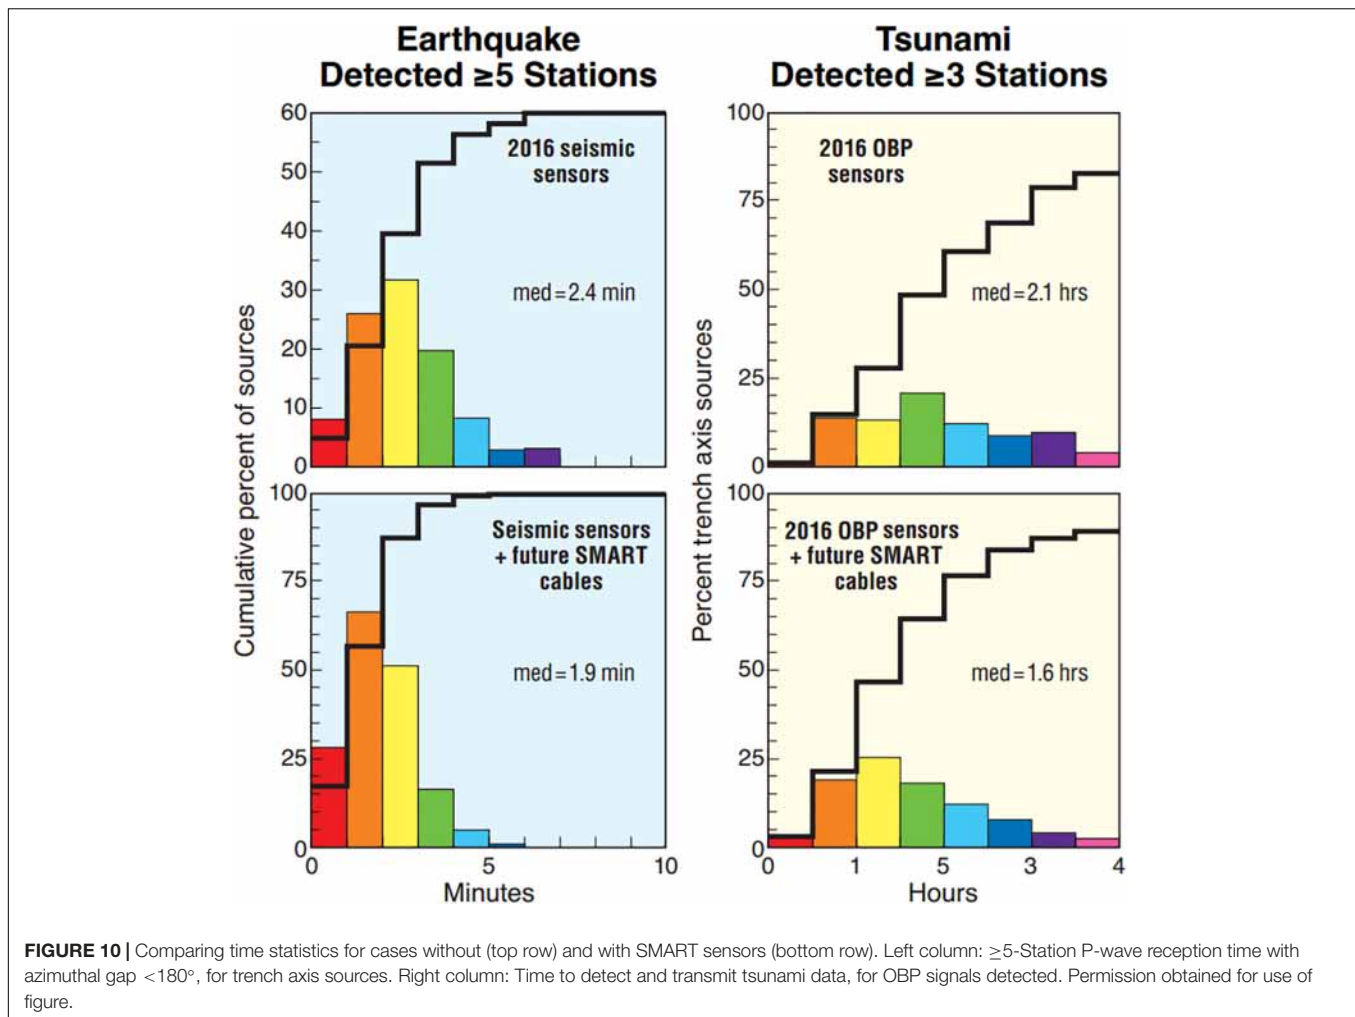 Earthquake
Detected ≥5 Stations
Cumulative percent of sources
60
50
40
30
20
10
0
2016 seismic
sensors
med=2.4 min
100
75
50
25
0
Seismic sensors
+ future SMART
cables
med=1.9 min
0
5
10
Minutes
Tsunami
Detected ≥3 Stations
Percent trench axis sources
100
75
50
25
0
2016 OBP
sensors
med=2.1 hrs
100
75
50
25
0
2016 OBP sensors
+ future SMART
cables
med=1.6 hrs
0
1
5
3
4
Hours
FIGURE 10 | Comparing time statistics for cases without (top row) and with SMART sensors (bottom row). Left column: ≥5-Station P-wave reception time with
azimuthal gap <180°, for trench axis sources. Right column: Time to detect and transmit tsunami data, for OBP signals detected. Permission obtained for use of
figure.